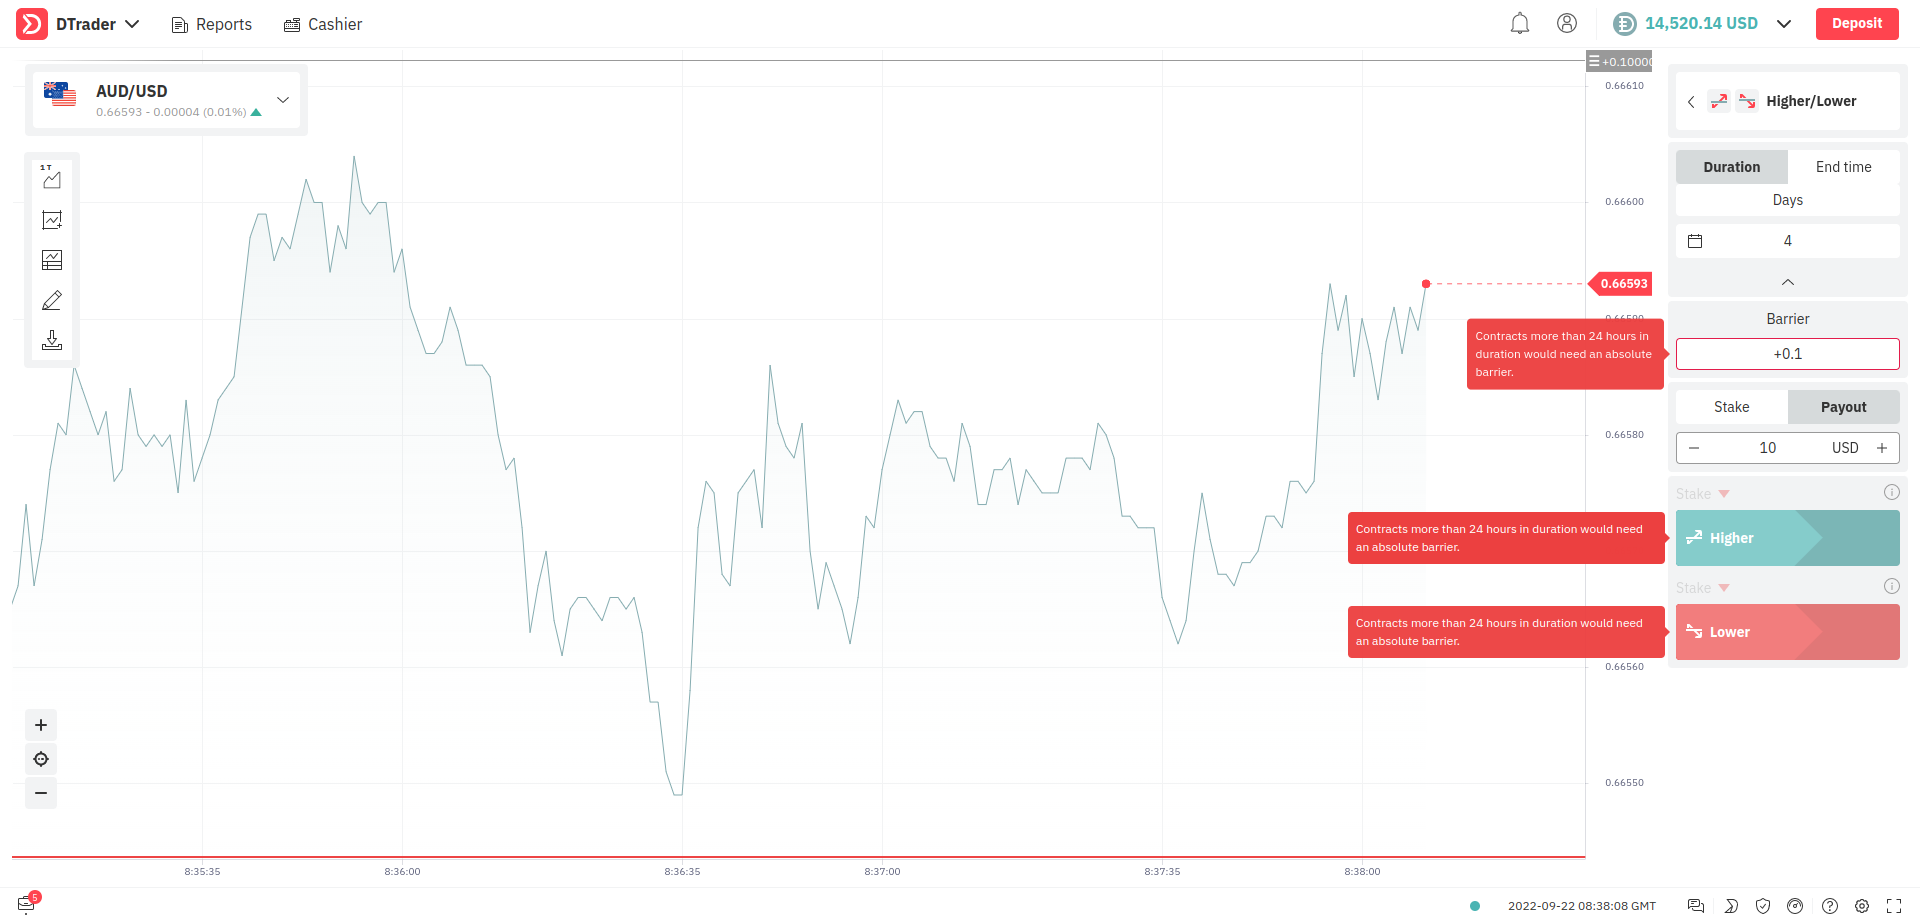 DTrader
Reports
Cashier
14,520.14 USD
Deposit
AUD/USD
0.66593 - 0.00004 (0.01%)
1 T
+0.10000
0.66610
0.66600
0.66593
0.66580
0.66560
0.66550
8:35:35
8:36:00
8:36:35
8:37:00
8:37:35
8:38:00
Higher/Lower
Duration
End time
Days
4
Barrier
+0.1
Contracts more than 24 hours in
duration would need an absolute
barrier.
Stake
Payout
10
USD
Stake
Contracts more than 24 hours in duration would need
an absolute barrier.
Higher
Stake
Contracts more than 24 hours in duration would need
an absolute barrier.
Lower
5
2022-09-22 08:38:08 GMT